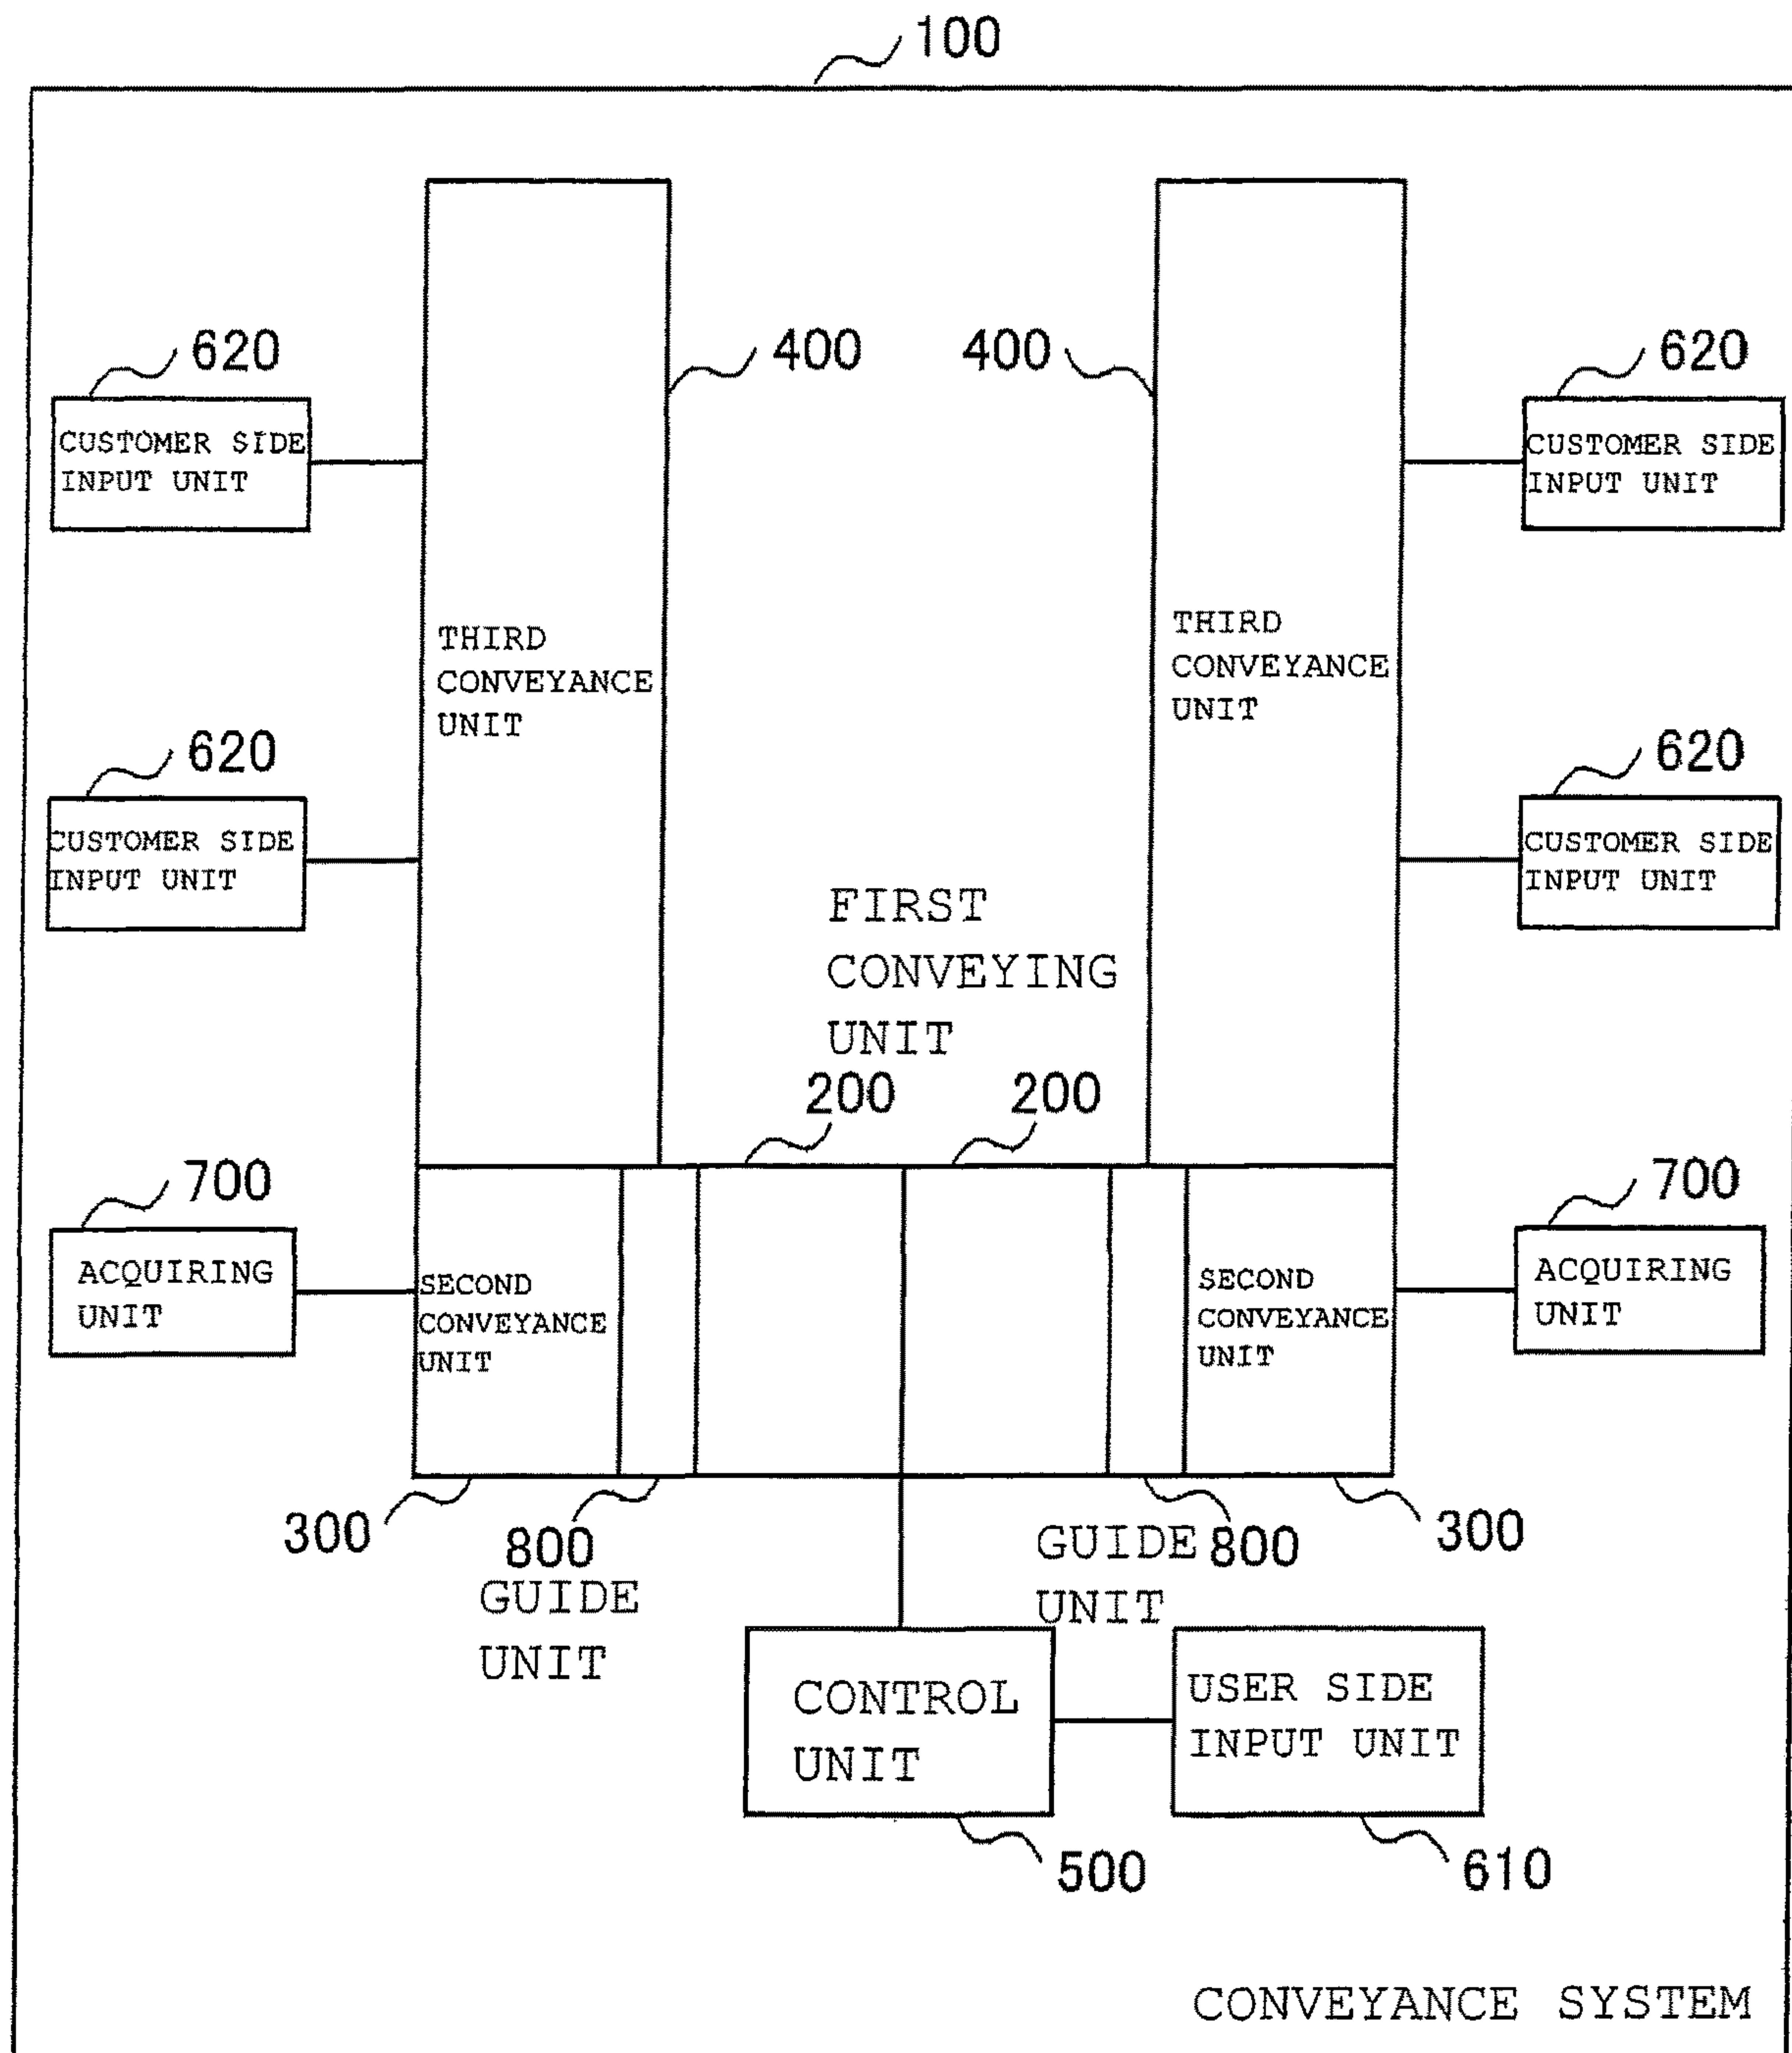 100
620
400
400
620
CUSTOMER SIDE
INPUT UNIT
CUSTOMER SIDE
INPUT UNIT
THIRD
CONVEYANCE
UNIT
THIRD
CONVEYANCE
UNIT
620
620
CUSTOMER SIDE
INPUT UNIT
CUSTOMER SIDE
INPUT UNIT
FIRST
CONVEYING
UNIT
200
200
700
700
ACQUIRING
UNIT
SECOND
CONVEYANCE
UNIT
SECOND
CONVEYANCE
UNIT
ACQUIRING
UNIT
300
800
GUIDE
UNIT
GUIDE
UNIT
800
300
CONTROL
UNIT
USER SIDE
INPUT UNIT
500
610
CONVEYANCE SYSTEM